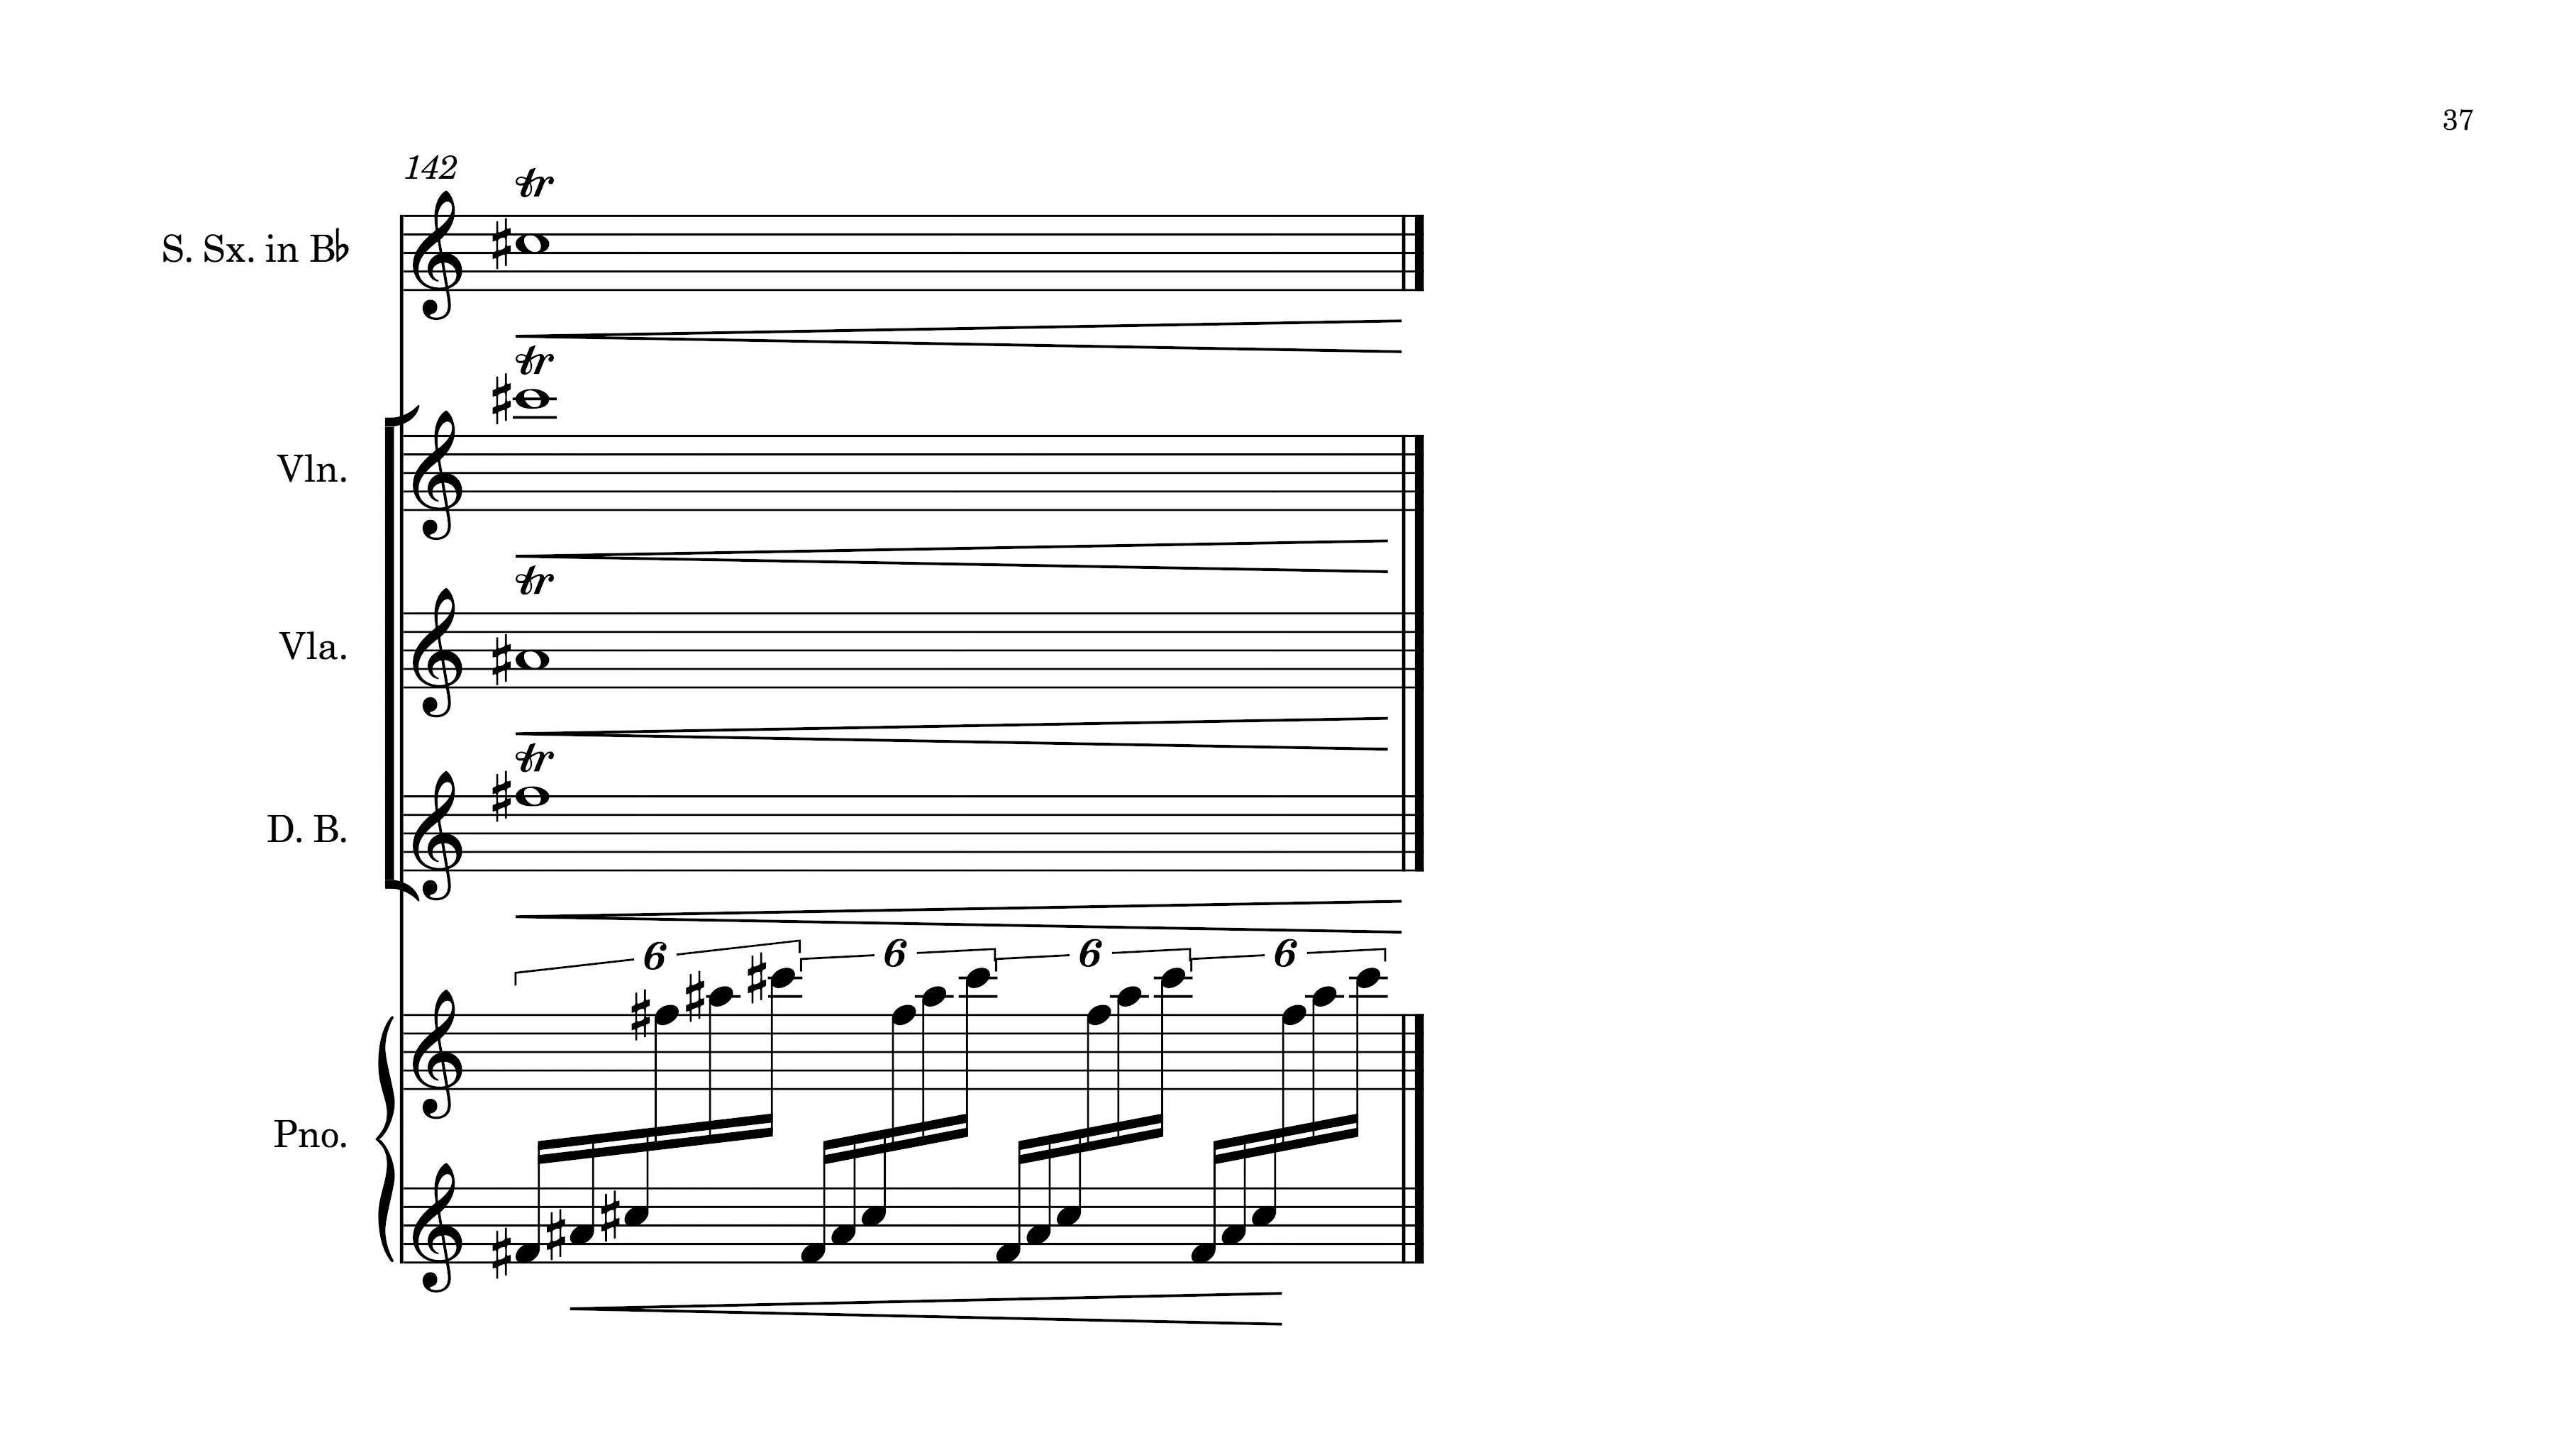 37
142
tr
S. Sx. in B♭
tr
Vln.
tr
Vla.
tr
D. B.
6 6 6 6
Pno.